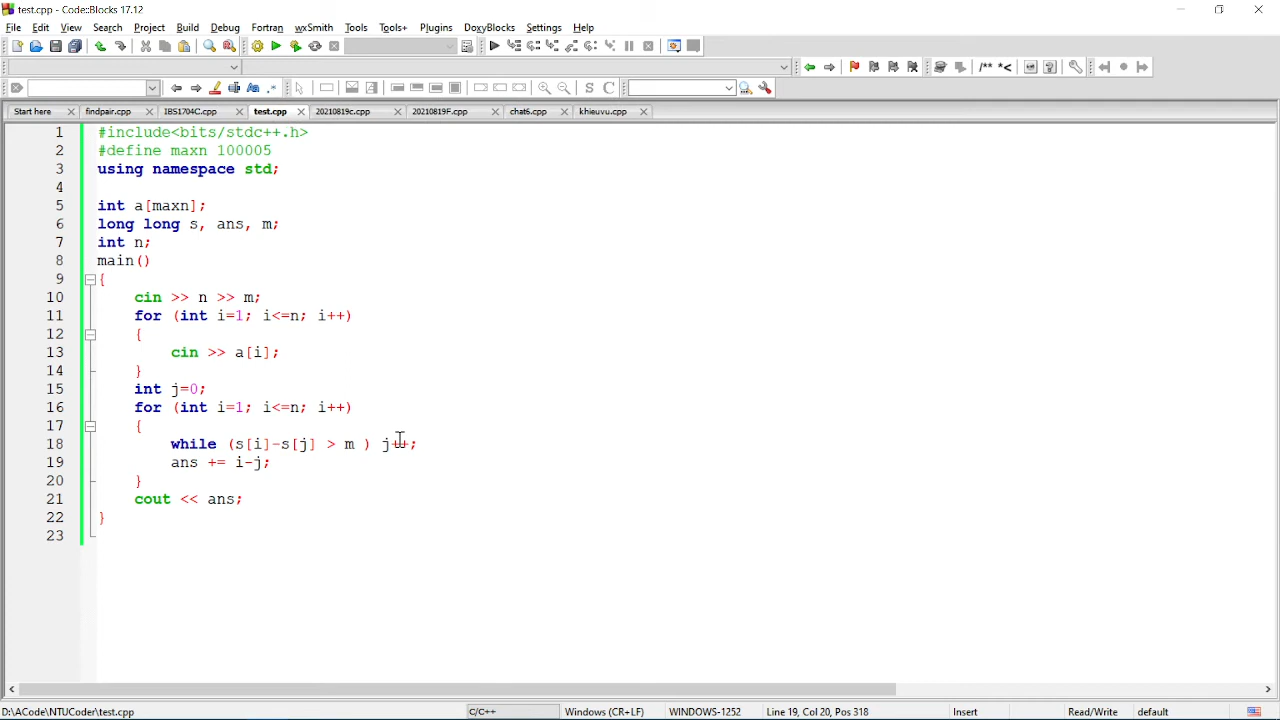 test.cpp - Code::Blocks 17.12
File Edit View Search Project Build Debug Fortran wxSmith Tools Tools+ Plugins DoxyBlocks Settings Help
/** *<
.* S C
Start here findpair.cpp IBS1704C.cpp test.cpp 20210819c.cpp 20210819F.cpp chat6.cpp khieuvu.cpp
1 #include<bits/stdc++.h>
2 #define maxn 100005
3 using namespace std;
4
5 int a[maxn];
6 long long s, ans, m;
7 int n;
8 main()
9 {
10 cin >> n >> m;
11 for (int i=1; i<=n; i++)
12 {
13 cin >> a[i];
14 }
15 int j=0;
16 for (int i=1; i<=n; i++)
17 {
18 while (s[i]-s[j] > m ) j++;
19 ans += i-j;
20 }
21 cout << ans;
22 }
23
D:\ACode\NTUCoder\test.cpp C/C++ Windows (CR+LF) WINDOWS-1252 Line 19, Col 20, Pos 318 Insert Read/Write default